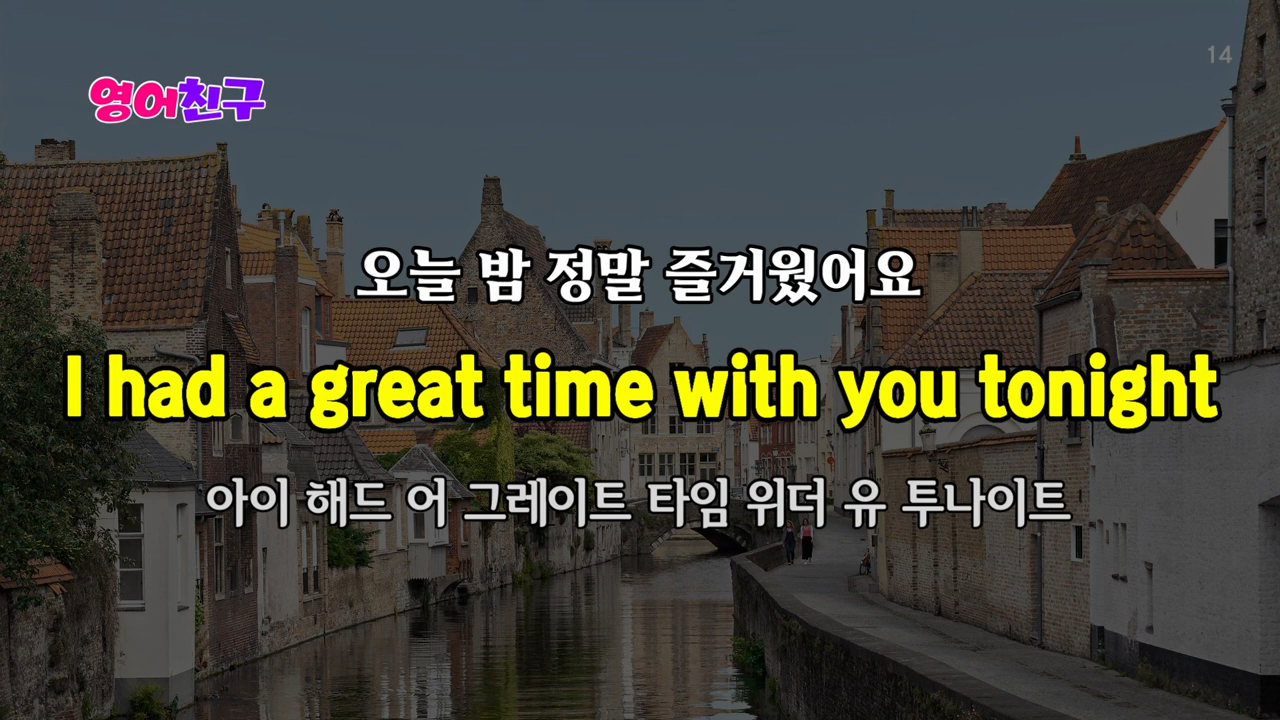 14
영어친구
오늘 밤 정말 즐거웠어요
I had a great time with you tonight
아이 해드 어 그레이트 타임 위더 유 투나이트